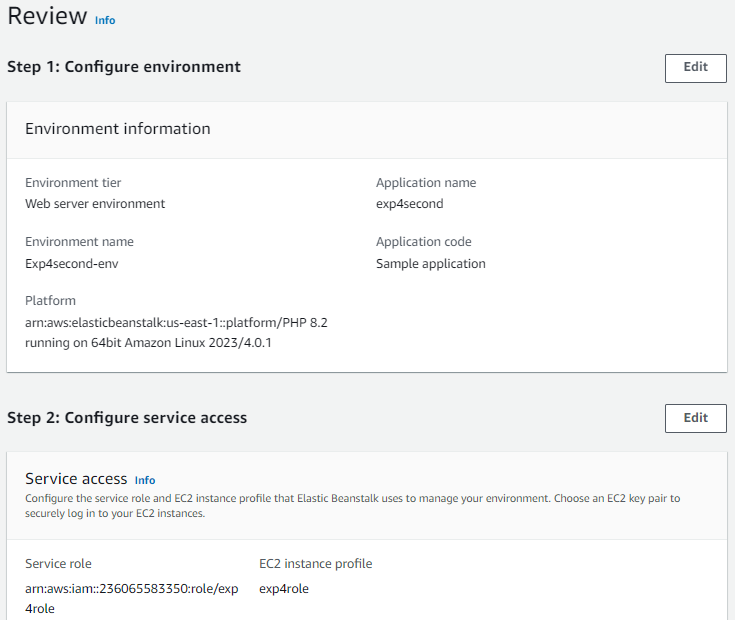 Review Info
Step 1: Configure environment
Edit
Environment information
Environment tier
Application name
Web server environment
exp4second
Environment name
Application code
Exp4second-env
Sample application
Platform
arn:aws:elasticbeanstalk:us-east-1::platform/PHP 8.2
running on 64bit Amazon Linux 2023/4.0.1
Step 2: Configure service access
Edit
Service access Info
Configure the service role and EC2 instance profile that Elastic Beanstalk uses to manage your environment. Choose an EC2 key pair to
securely log in to your EC2 instances.
Service role
EC2 instance profile
arn:aws:iam::236065583350:role/exp
exp4role
4role